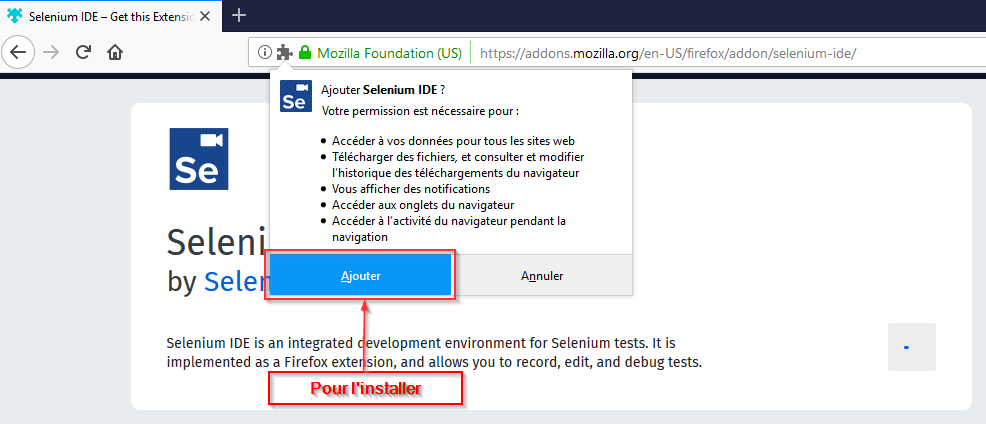 Selenium IDE – Get this Extensio
Mozilla Foundation (US)
https://addons.mozilla.org/en-US/firefox/addon/selenium-ide/
Ajouter Selenium IDE ?
Votre permission est nécessaire pour :
Accéder à vos données pour tous les sites web
Télécharger des fichiers, et consulter et modifier
l'historique des téléchargements du navigateur
Vous afficher des notifications
Accéder aux onglets du navigateur
Accéder à l'activité du navigateur pendant la
navigation
Ajouter
Annuler
Se
Se
Seleni
by Selen
Selenium IDE is an integrated development environment for Selenium tests. It is
implemented as a Firefox extension, and allows you to record, edit, and debug tests.
Pour l'installer